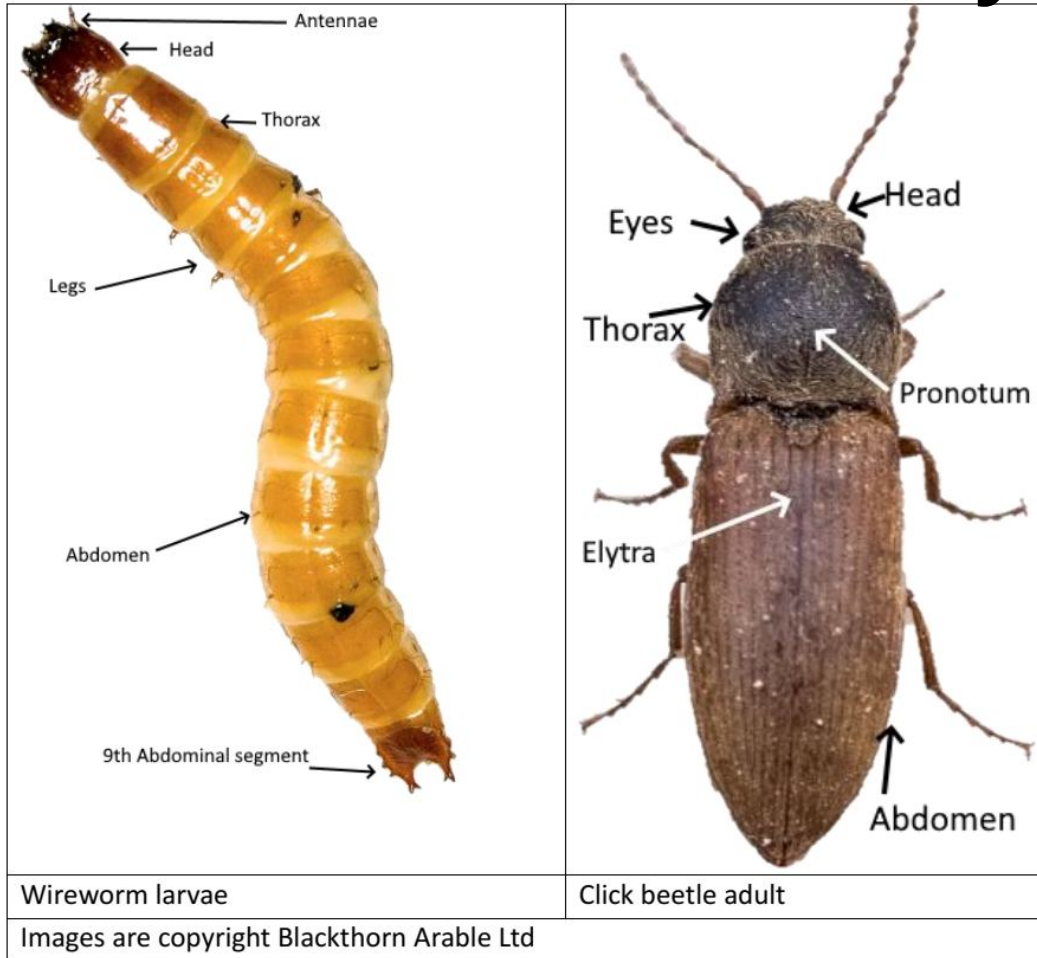 Antennae
Head
Thorax
Legs
Abdomen
9th Abdominal segment
Head
Eyes
Thorax
Pronotum
Elytra
Abdomen
Wireworm larvae
Click beetle adult
Images are copyright Blackthorn Arable Ltd